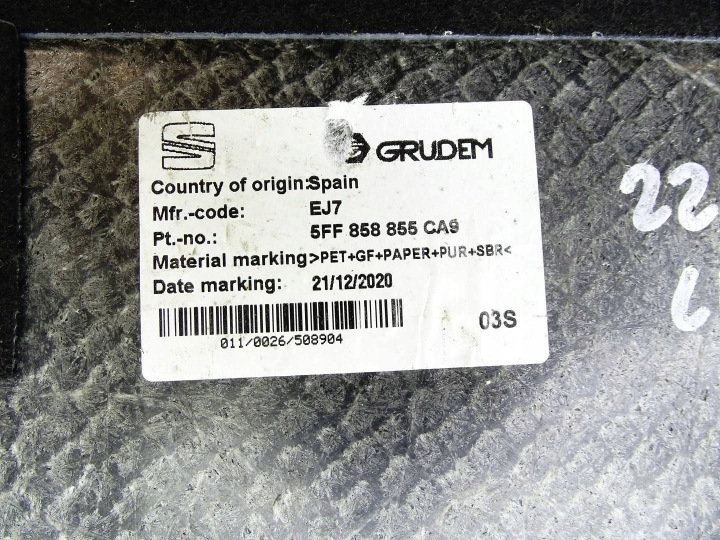 S GRUDEM
Country of origin:Spain
Mfr.-code: EJ7
Pt.-no.: 5FF 858 855 CA9
Material marking>PET+GF+PAPER+PUR+SBR<
Date marking: 21/12/2020
011/0026/508904
03S
22